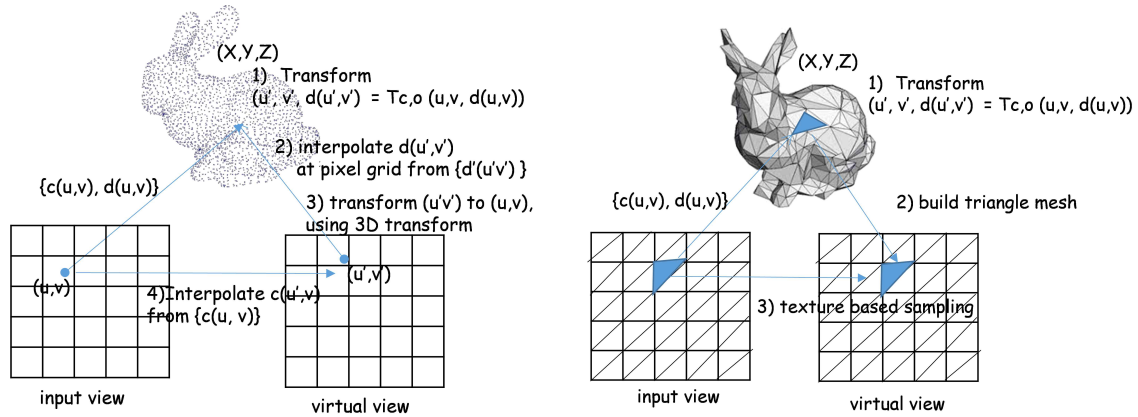 (X,Y,Z)
1) Transform
(u', v', d(u',v') = Tc,o (u,v, d(u,v))
2) interpolate d(u',v')
at pixel grid from {d'(u'v') }
{c(u,v), d(u,v)}
3) transform (u'v') to (u,v),
using 3D transform
(u,v)
(u',v')
4)Interpolate c(u',v)
from {c(u, v)}
input view
virtual view
(X,Y,Z)
1) Transform
(u', v', d(u',v') = Tc,o (u,v, d(u,v))
{c(u,v), d(u,v)}
2) build triangle mesh
3) texture based sampling
input view
virtual view